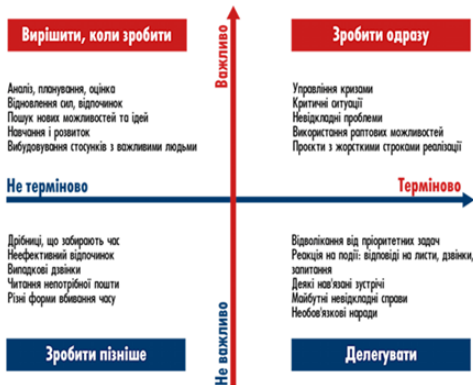 Вирішити, коли зробити
Аналіз, планування, оцінка
Відновлення сил, відпочинок
Пошук нових можливостей та ідей
Навчання і розвиток
Вибудовування стосунків з важливими людьми
Важливо
Зробити одразу
Управління кризами
Критичні ситуації
Невідкладні проблеми
Використання раптових можливостей
Проєкти з жорсткими строками реалізації
Не терміново
Терміново
Дрібниці, що забирають час
Неефективний відпочинок
Випадкові дзвінки
Читання непотрібної пошти
Різні форми вбивання часу
Зробити пізніше
Не важливо
Відволікання від пріоритетних задач
Реакція на події: відповіді на листи, дзвінки,
запитання
Деякі нав'язані зустрічі
Майбутні невідкладні справи
Необов'язкові наради
Делегувати